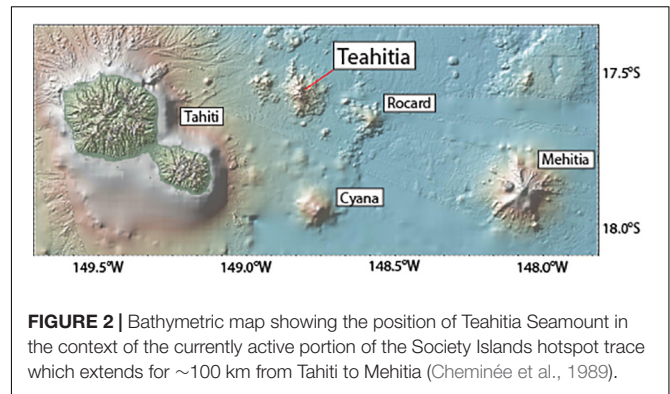 Teahitia
17.5°S
Rocard
Tahiti
Mehitia
Cyana
18.0°S
149.5°W 149.0°W 148.5°W 148.0°W
FIGURE 2 | Bathymetric map showing the position of Teahitia Seamount in
the context of the currently active portion of the Society Islands hotspot trace
which extends for ∼100 km from Tahiti to Mehitia (Cheminée et al., 1989).